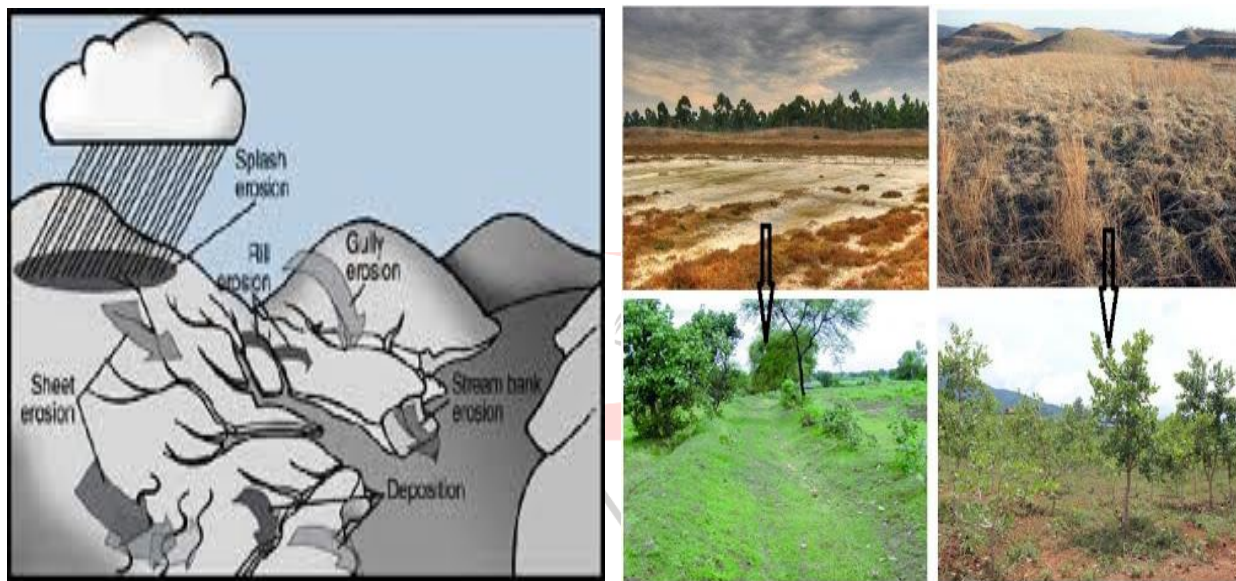 Splash
erosion
Rill
erosion
Gully
erosion
Sheet
erosion
Stream bank
erosion
Deposition